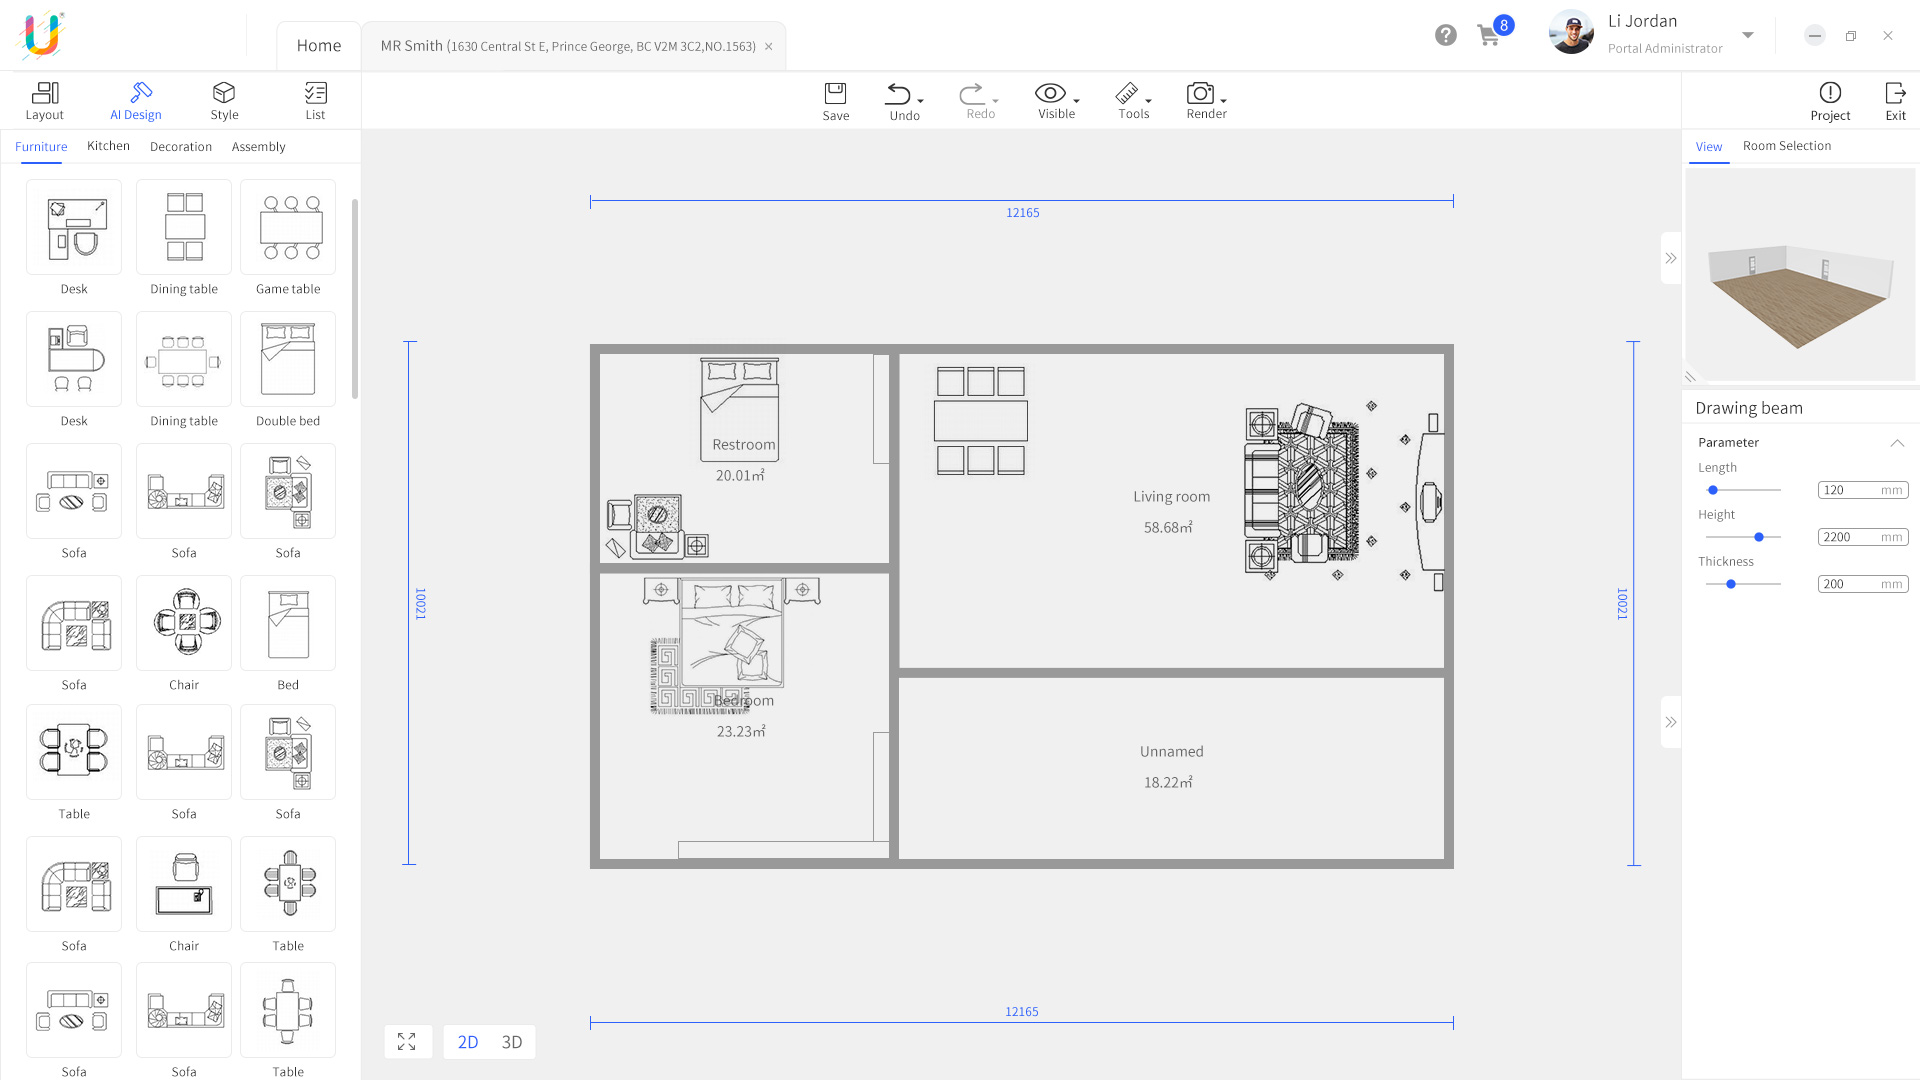 Home
MR Smith (1630 Central St E, Prince George, BC V2M 3C2,NO.1563)
8
Li Jordan
Portal Administrator
Layout
AI Design
Style
List
Save
Undo
Redo
Visible
Tools
Render
Project
Exit
Furniture
Kitchen
Decoration
Assembly
View
Room Selection
Desk
Dining table
Game table
Desk
Dining table
Double bed
Sofa
Sofa
Sofa
Sofa
Chair
Bed
Table
Sofa
Sofa
Sofa
Chair
Table
Sofa
Sofa
Table
12165
10021
Restroom
20.01㎡
Living room
58.68㎡
Bedroom
23.23㎡
Unnamed
18.22㎡
10021
12165
2D
3D
Drawing beam
Parameter
Length
120 mm
Height
2200 mm
Thickness
200 mm